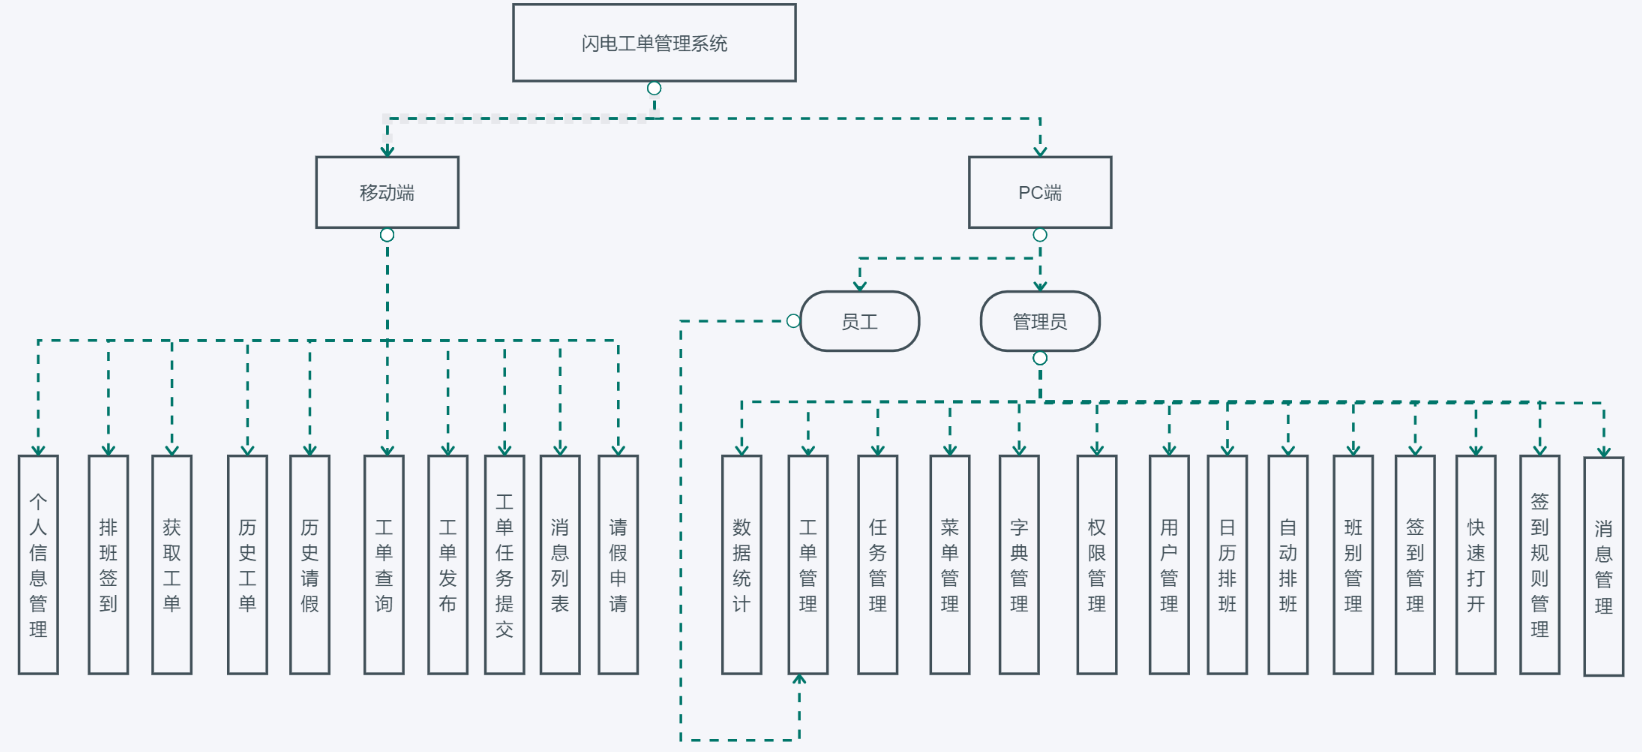 闪电工单管理系统
移动端
PC端
员工
管理员
个人信息管理
排班签到
获取工单
历史工单
历史请假
工单查询
工单发布
工单任务提交
消息列表
请假申请
数据统计
工单管理
任务管理
菜单管理
字典管理
权限管理
用户管理
日历排班
自动排班
班别管理
签到管理
快速打开
签到规则管理
消息管理